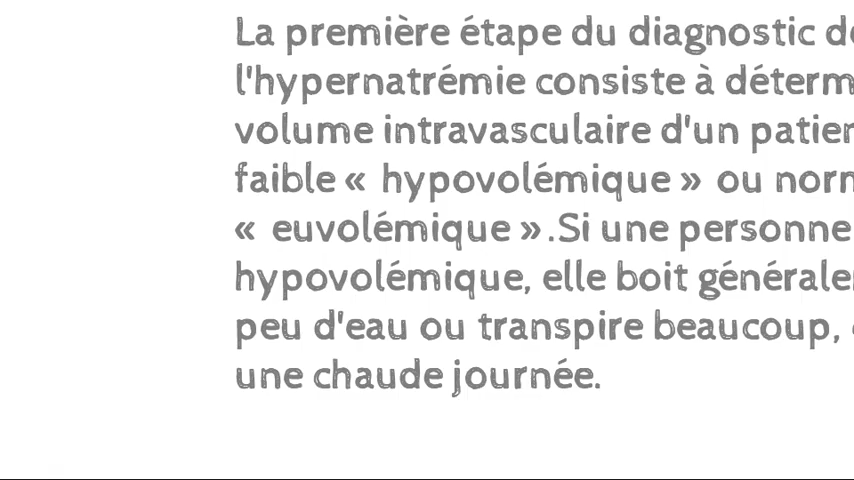 La première étape du diagnostic de
l'hypernatrémie consiste à
volume intravasculaire d'un
faible « hypovolémique » ou
« euvolémique ».Si une personne
hypovolémique, elle boit
peu d'eau ou transpire beaucoup,
une chaude journée.